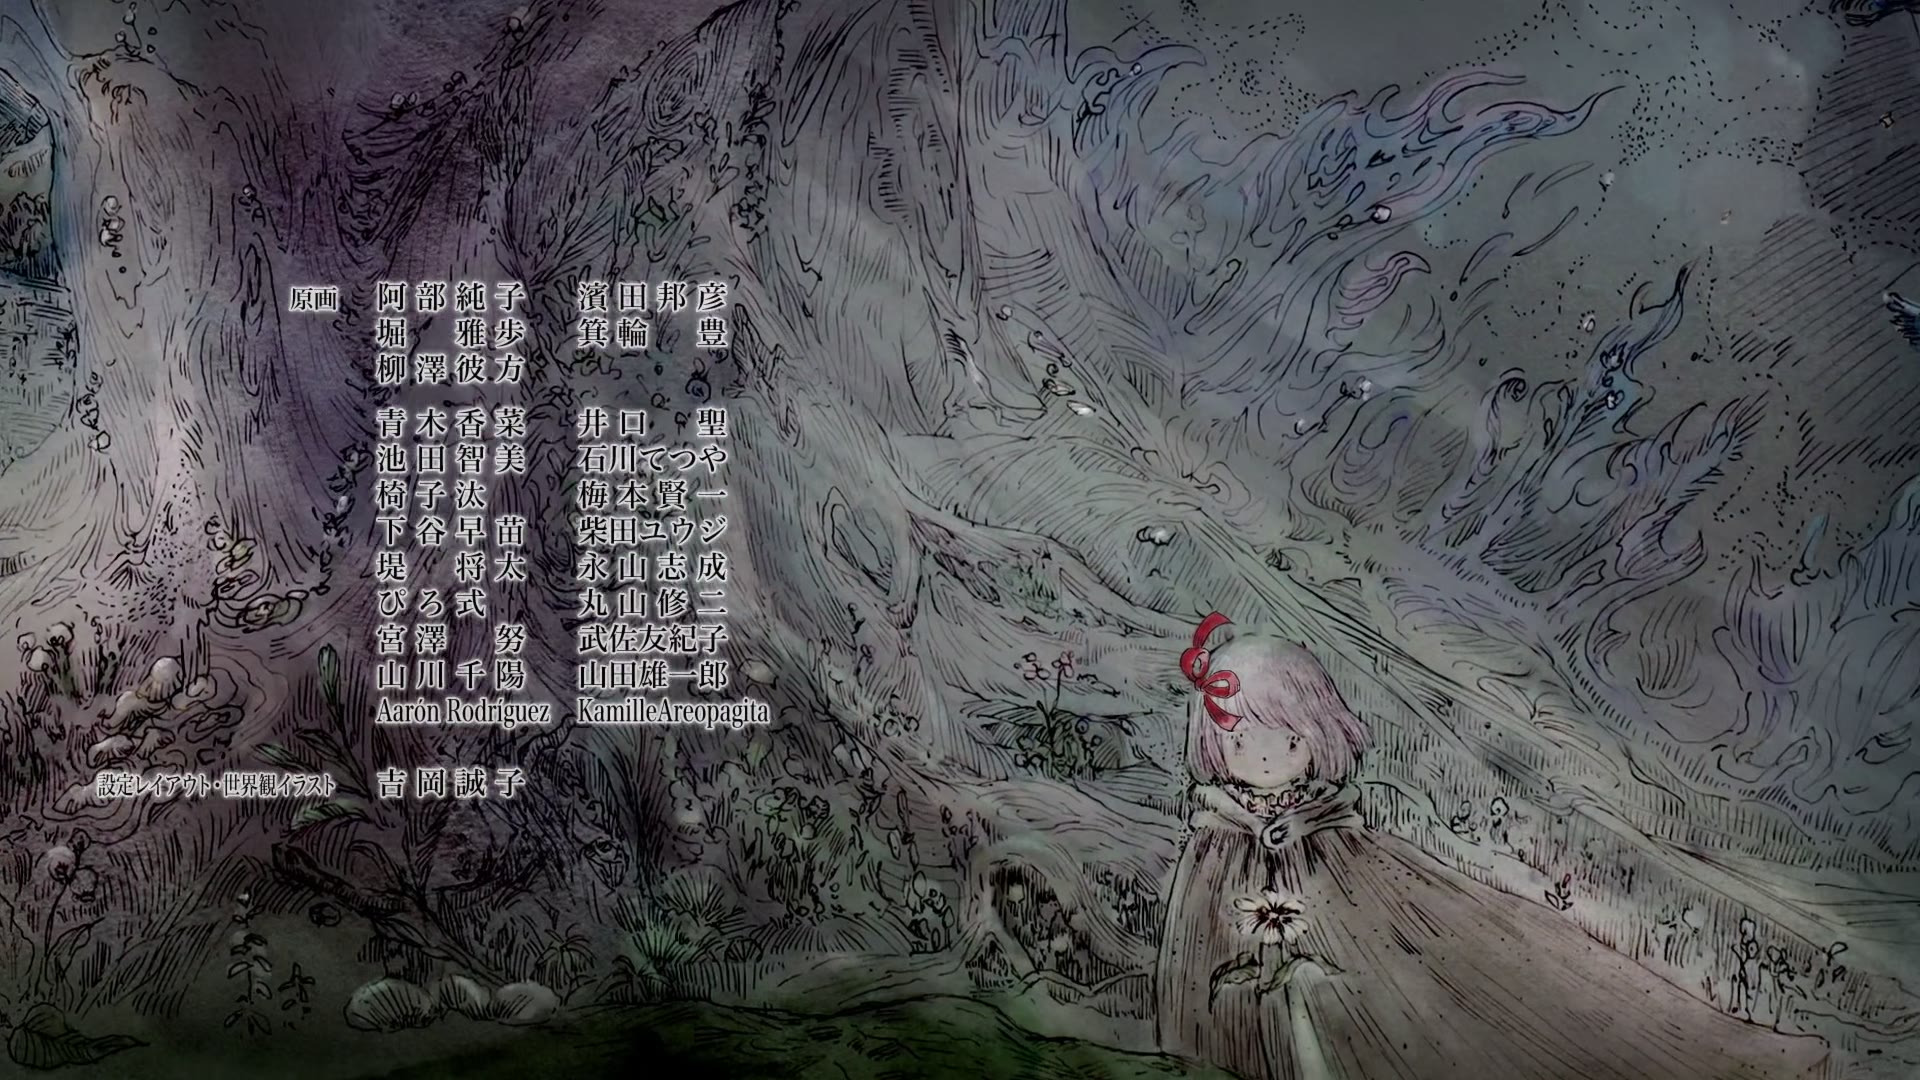 原画 阿部純子 濱田邦彦
堀 雅歩 箕輪 豊
柳澤彼方
青木香菜 井口 聖
池田智美 石川てつや
椅子汰 梅本賢一
下谷早苗 柴田ユウジ
堤 将太 永山志成
ぴろ式 丸山修二
宮澤 努 武佐友紀子
山川千陽 山田雄一郎
Aarón Rodríguez KamilleAreopagita
設定レイアウト・世界観イラスト 吉岡誠子